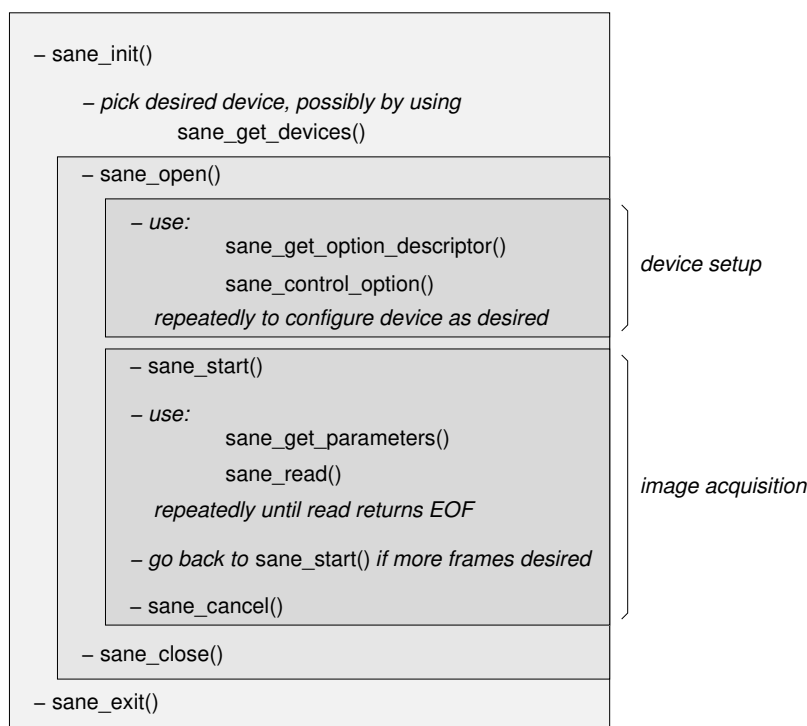 – sane_init()
– pick desired device, possibly by using
sane_get_devices()
– sane_open()
– use:
sane_get_option_descriptor()
sane_control_option()
repeatedly to configure device as desired
device setup
– sane_start()
– use:
sane_get_parameters()
sane_read()
repeatedly until read returns EOF
– go back to sane_start() if more frames desired
– sane_cancel()
image acquisition
– sane_close()
– sane_exit()